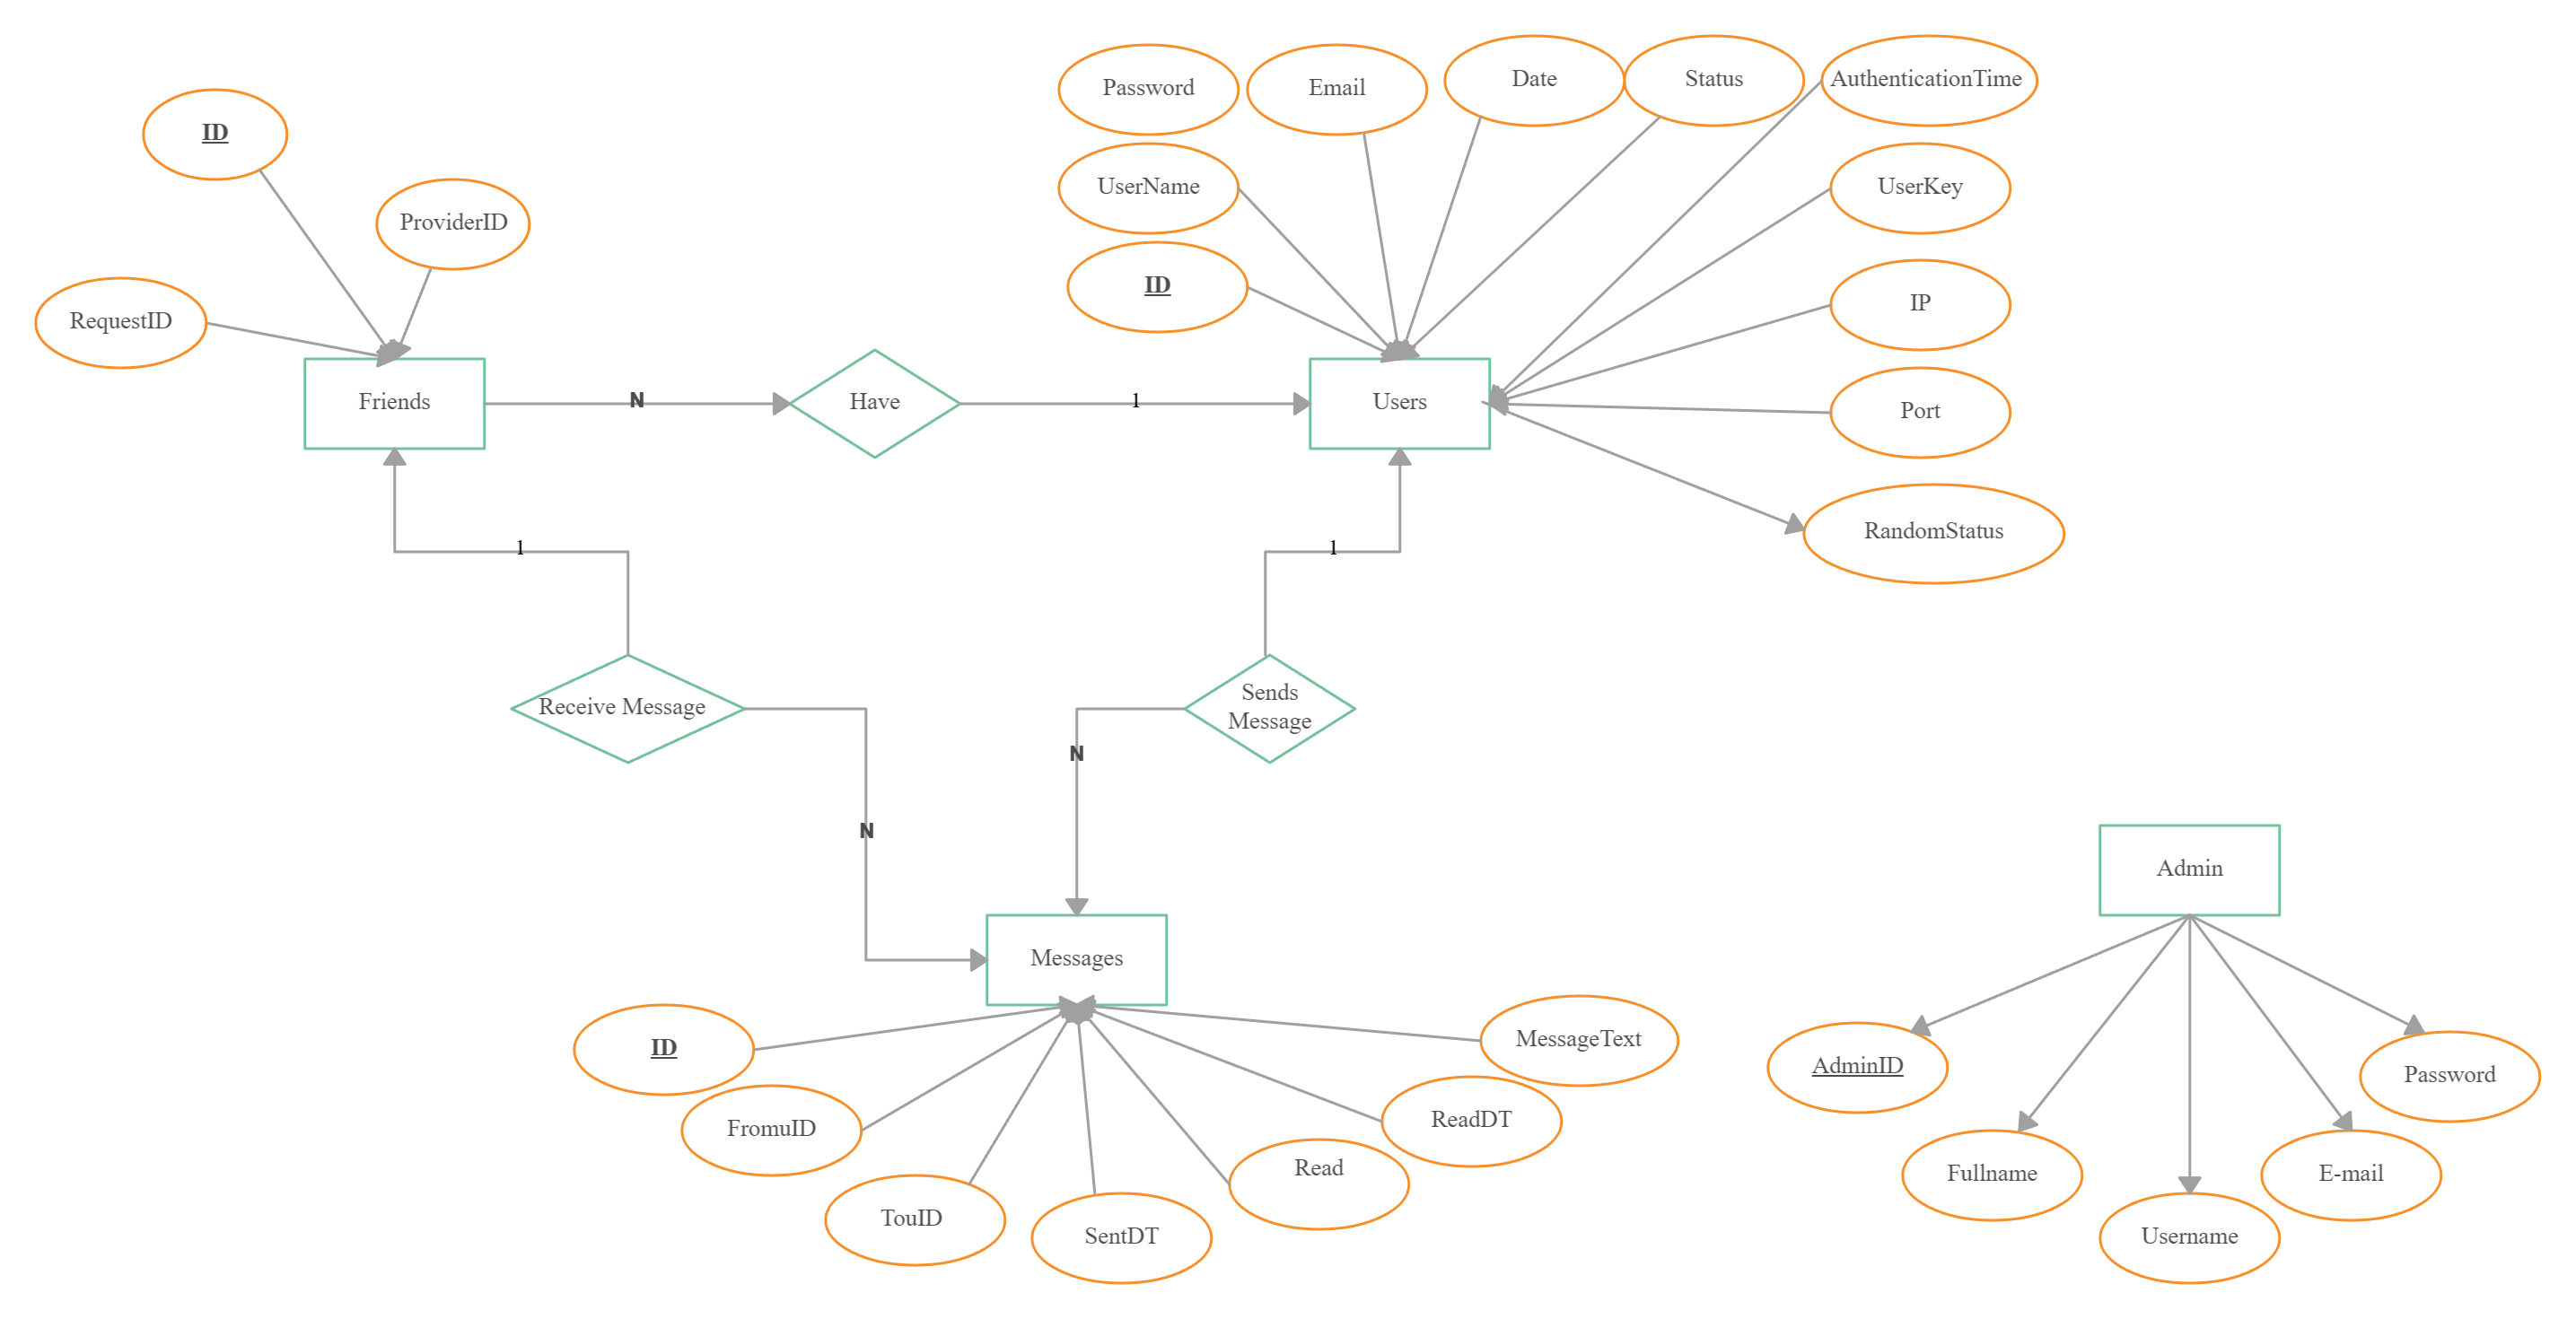 Password
Email
Date
Status
AuthenticationTime
ID
UserName
UserKey
ProviderID
ID
RequestID
IP
Friends
N
Have
1
Users
Port
RandomStatus
1
1
Receive Message
Sends
Message
N
N
Admin
Messages
ID
MessageText
AdminID
Password
FromuID
ReadDT
Read
Fullname
E-mail
TouID
SentDT
Username